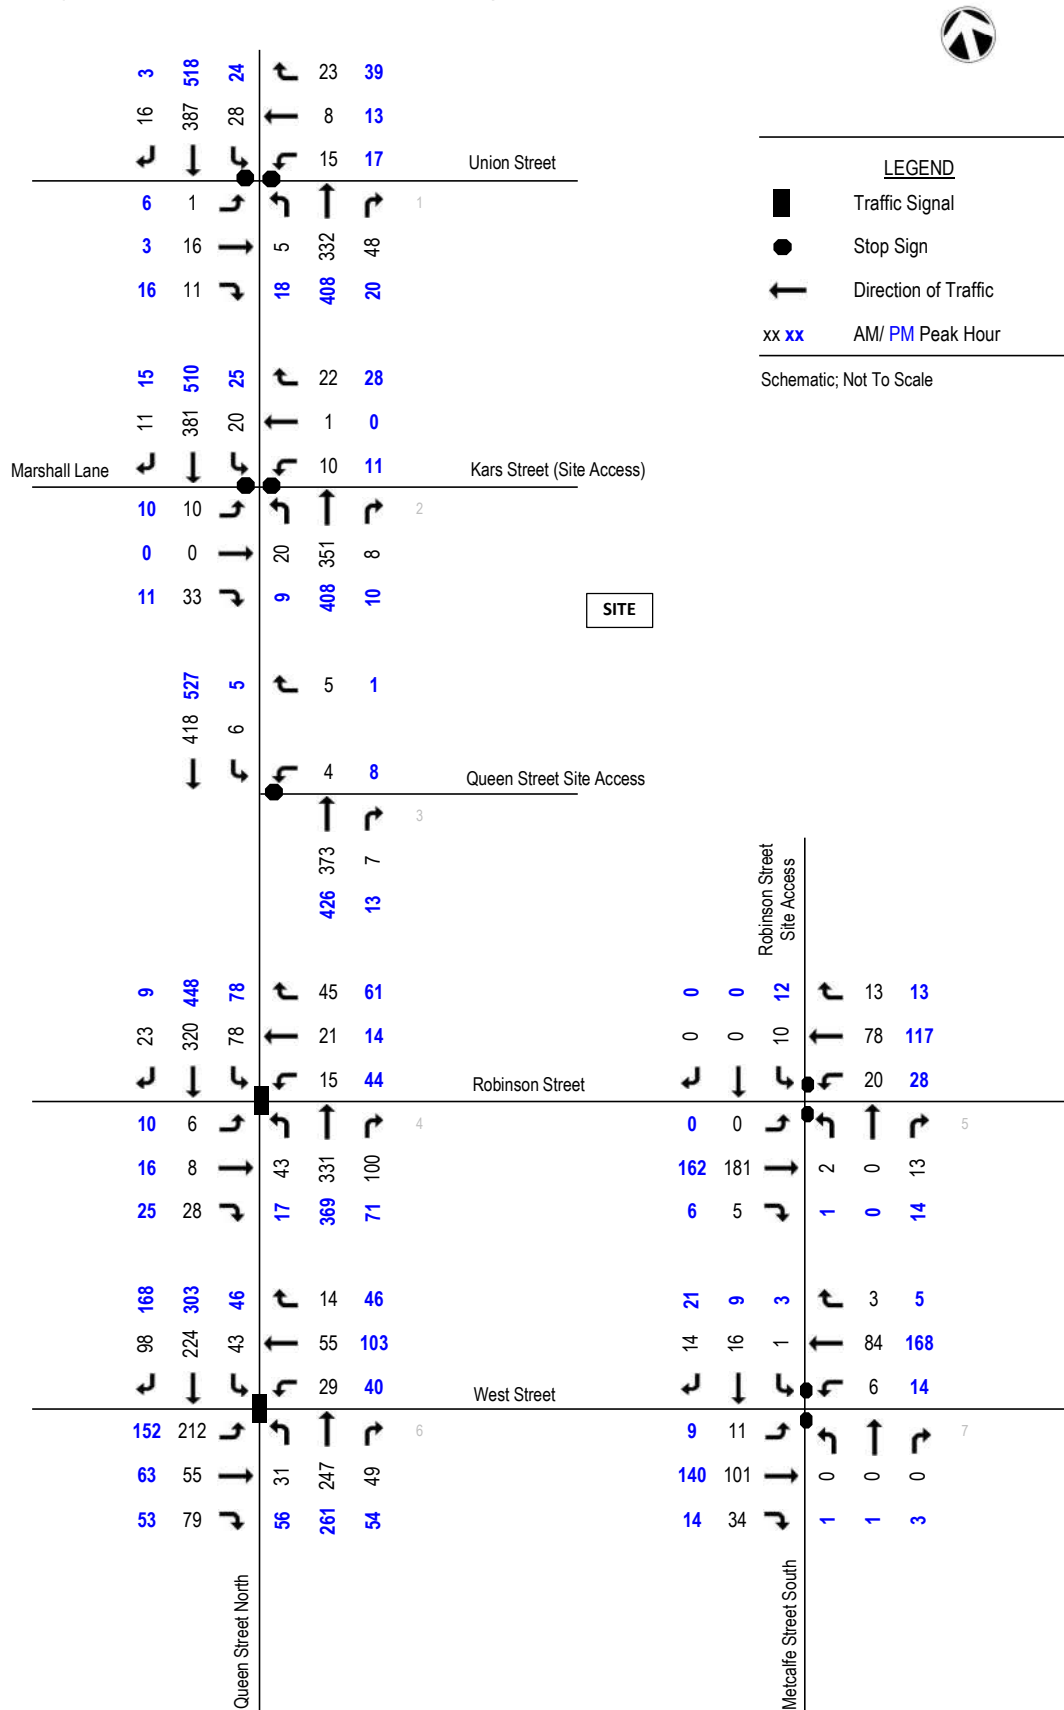 3 518 24 23 39
16 387 28 8 13
15 17
Union Street
6 1 1
3 16 5 332 48
16 11 18 408 20
LEGEND
Traffic Signal
Stop Sign
Direction of Traffic
xx xx AM/ PM Peak Hour
Schematic; Not To Scale
15 510 25 22 28
11 381 20 1 0
10 11
Marshall Lane Kars Street (Site Access)
10 10 2
0 0 20 351 8
11 33 9 408 10
SITE
527 5 5 1
418 6
4 8
Queen Street Site Access
3
373 7
426 13
Robinson Street
Site Access
9 448 78 45 61
23 320 78 21 14
15 44
Robinson Street
10 6 4
16 8 43 331 100
25 28 17 369 71
0 0 12 13 13
0 0 10 78 117
20 28
0 0 5
162 181 2 0 13
6 5 1 0 14
168 303 46 14 46
98 224 43 55 103
29 40
West Street
152 212 6
63 55 31 247 49
53 79 56 261 54
21 9 3 3 5
14 16 1 84 168
6 14
9 11 7
140 101 0 0 0
14 34 1 1 3
Queen Street North
Metcalfe Street South